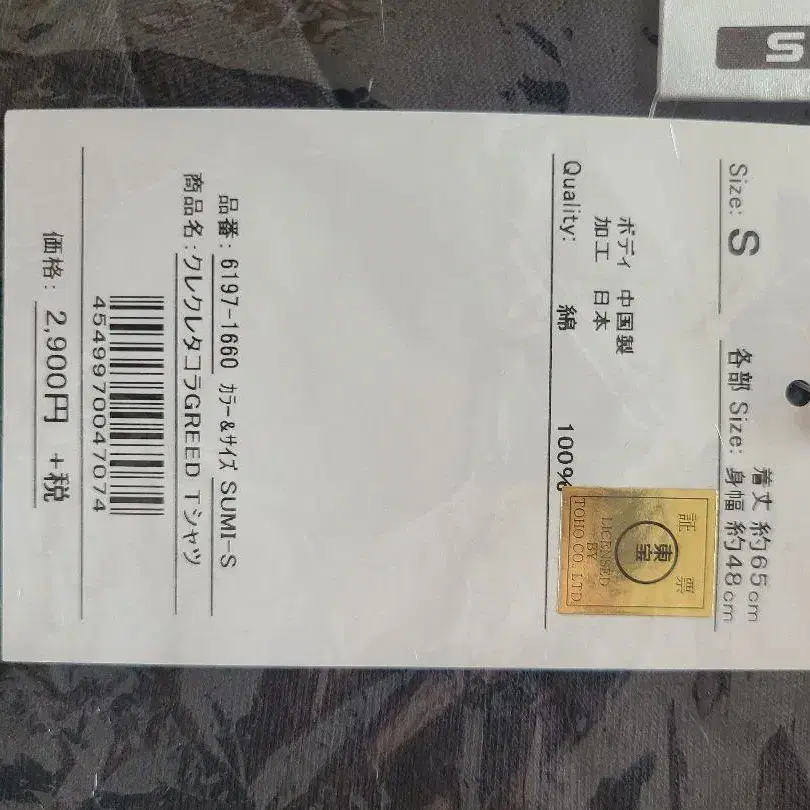 S
Size: S
各部 Size: 着丈 約65cm
身幅 約48cm
ボディ 中国製
加工 日本
Quality: 綿 100%
証票
東宝
LICENSED
BY
TOHO CO., LTD.
品番: 6197-1660 カラー&サイズ SUMI-S
商品名:クレクレタコラGREED Tシャツ
4549970047074
価格: 2,900円 +税